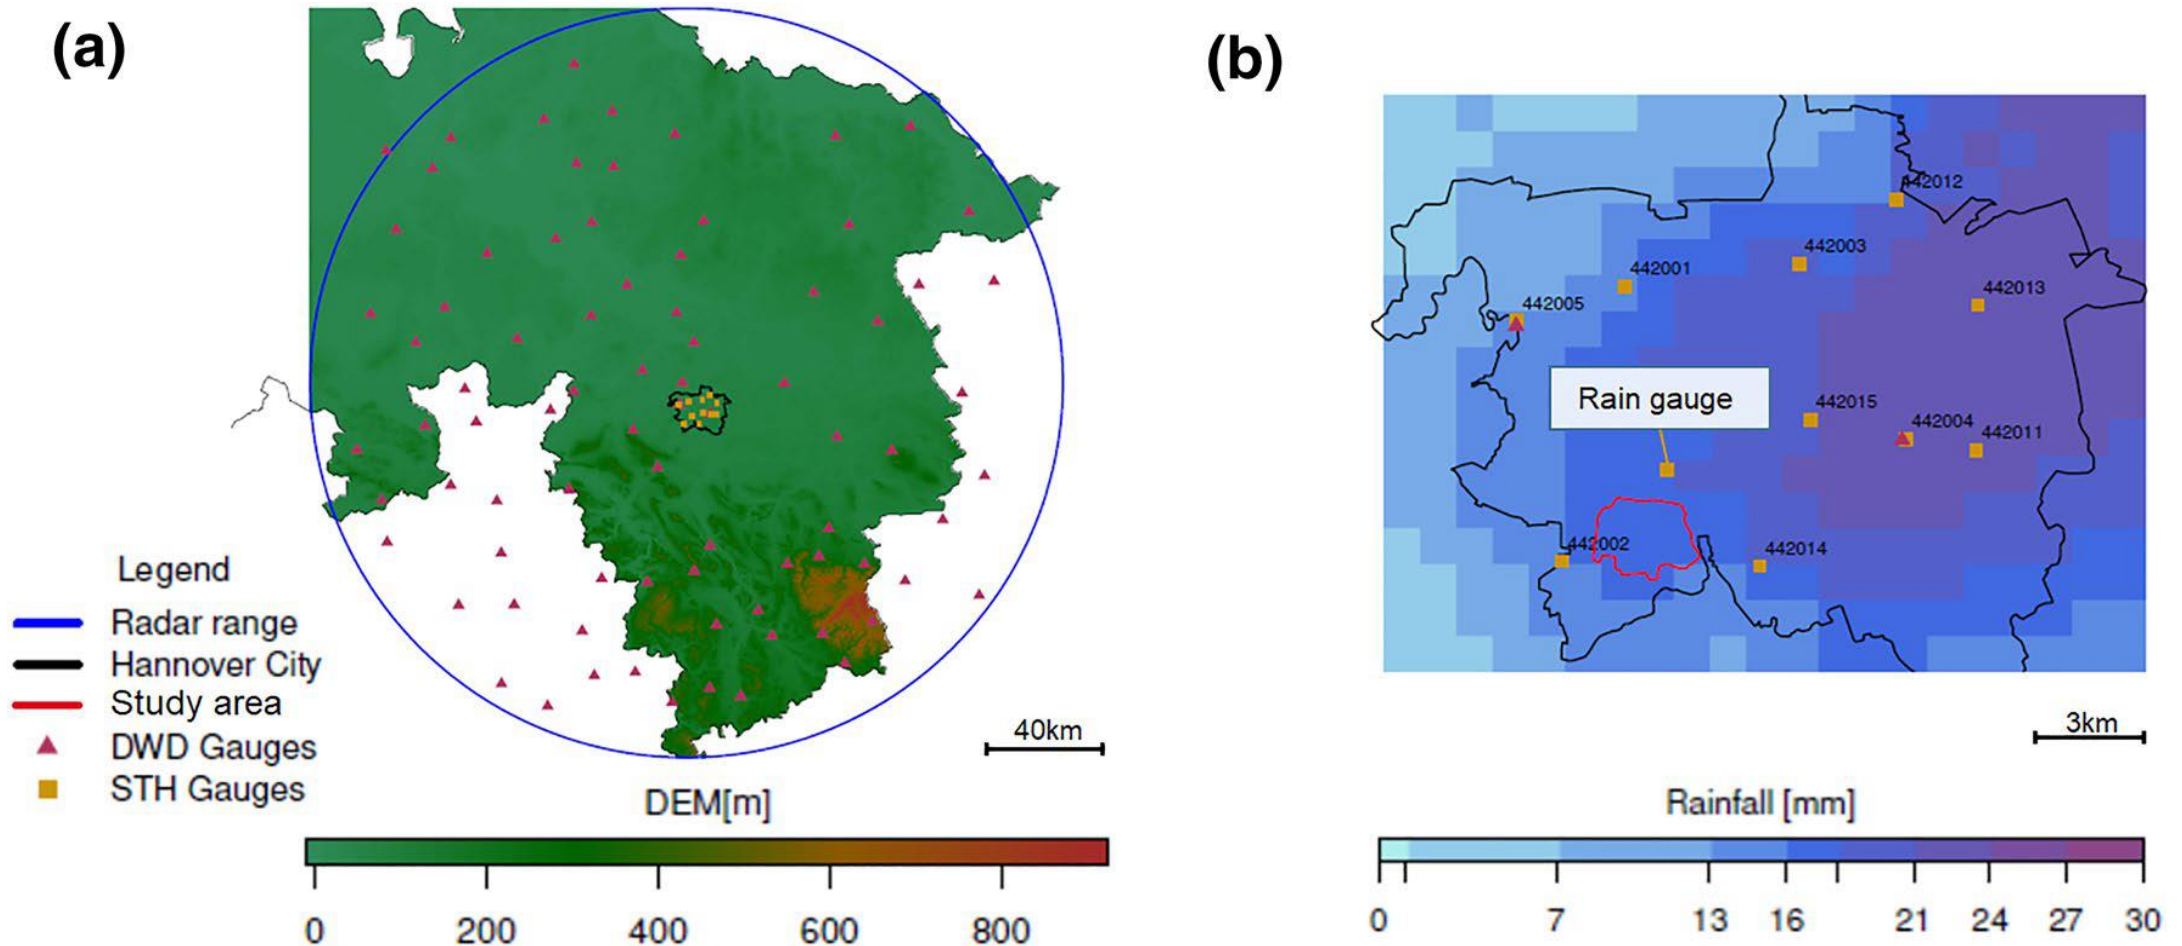 (a)
(b)
442012
442003
442001
442013
442005
Rain gauge
442015
442004
442011
442002
442014
Legend
Radar range
Hannover City
Study area
DWD Gauges
STH Gauges
40km
3km
DEM[m]
0 200 400 600 800
Rainfall [mm]
0 7 13 16 21 24 27 30